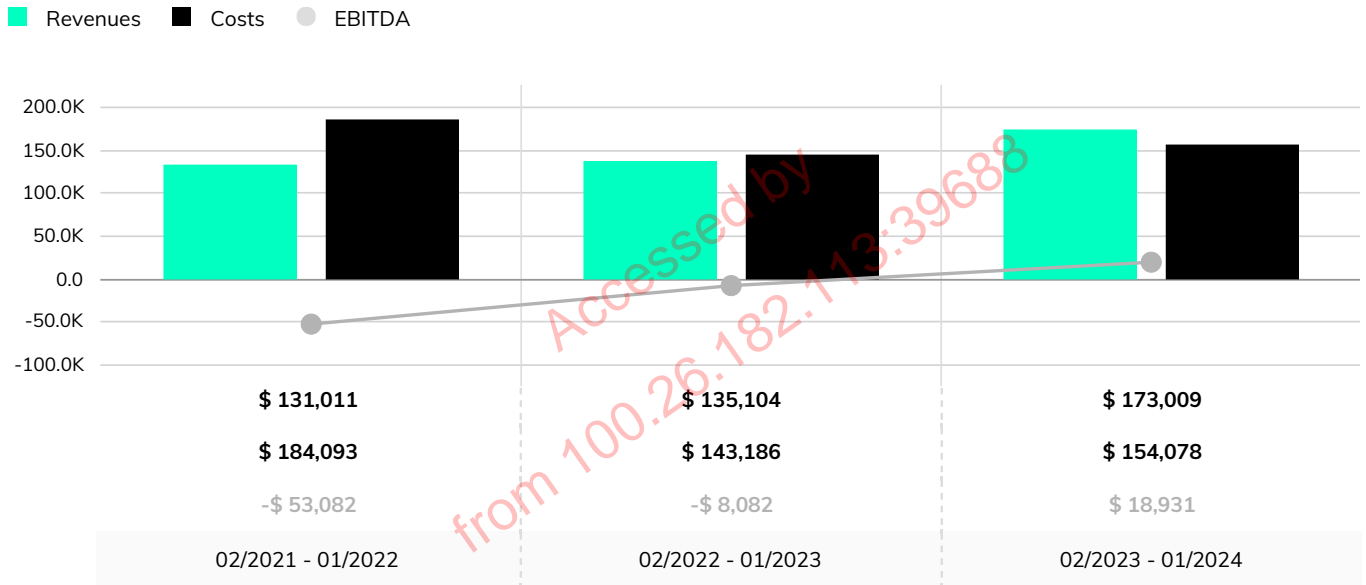 Revenues Costs EBITDA
200.0K
150.0K
100.0K
50.0K
0.0
-50.0K
-100.0K
Accessed by
from 100.26.182.113:39688
$ 131,011 $ 135,104 $ 173,009
$ 184,093 $ 143,186 $ 154,078
-$ 53,082 -$ 8,082 $ 18,931
02/2021 - 01/2022 02/2022 - 01/2023 02/2023 - 01/2024